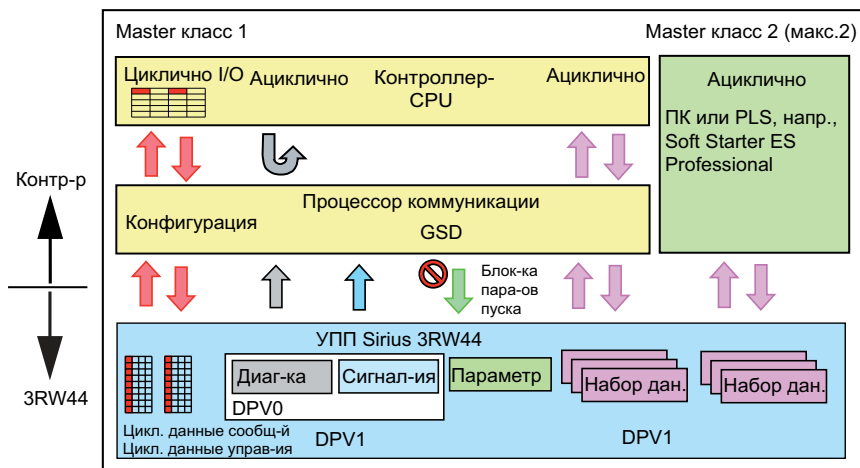 Master класс 1
Master класс 2 (макс.2)
Циклично I/O
Ациклично
Контроллер-
CPU
Ациклично
Ациклично
ПК или PLS, напр.,
Soft Starter ES
Professional
Контр-р
Конфигурация
Процессор коммуникации
GSD
Блок-ка
пара-ов
пуска
3RW44
УПП Sirius 3RW44
Диаг-ка
Сигнал-ия
DPV0
Параметр
Набор дан.
Набор дан.
Цикл. данные сообщ-й
Цикл. данные управ-ия
DPV1
DPV1